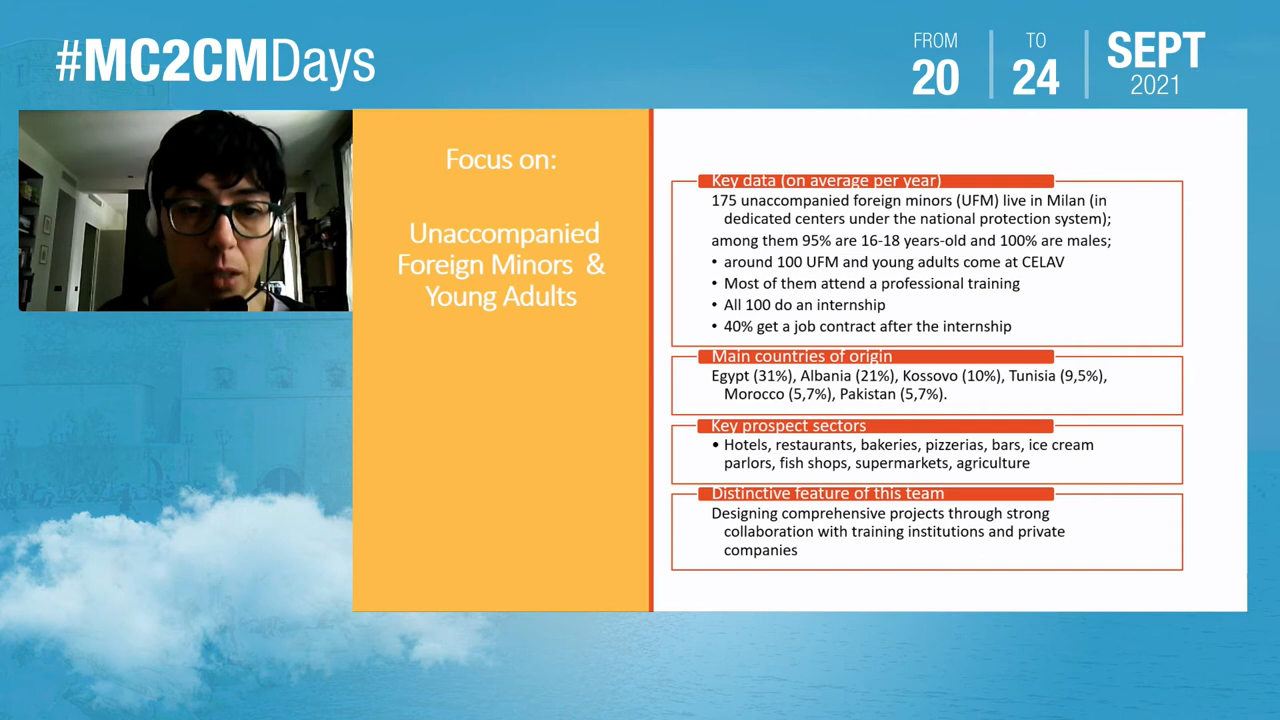 #MC2CMDays
FROM
20
TO
24
SEPT
2021
Focus on:
Unaccompanied
Foreign Minors &
Young Adults
Key data (on average per year)
175 unaccompanied foreign minors (UFM) live in Milan (in
dedicated centers under the national protection system);
among them 95% are 16-18 years-old and 100% are males;
• around 100 UFM and young adults come at CELAV
• Most of them attend a professional training
• All 100 do an internship
• 40% get a job contract after the internship
Main countries of origin
Egypt (31%), Albania (21%), Kossovo (10%), Tunisia (9,5%),
Morocco (5,7%), Pakistan (5,7%).
Key prospect sectors
• Hotels, restaurants, bakeries, pizzerias, bars, ice cream
parlors, fish shops, supermarkets, agriculture
Distinctive feature of this team
Designing comprehensive projects through strong
collaboration with training institutions and private
companies